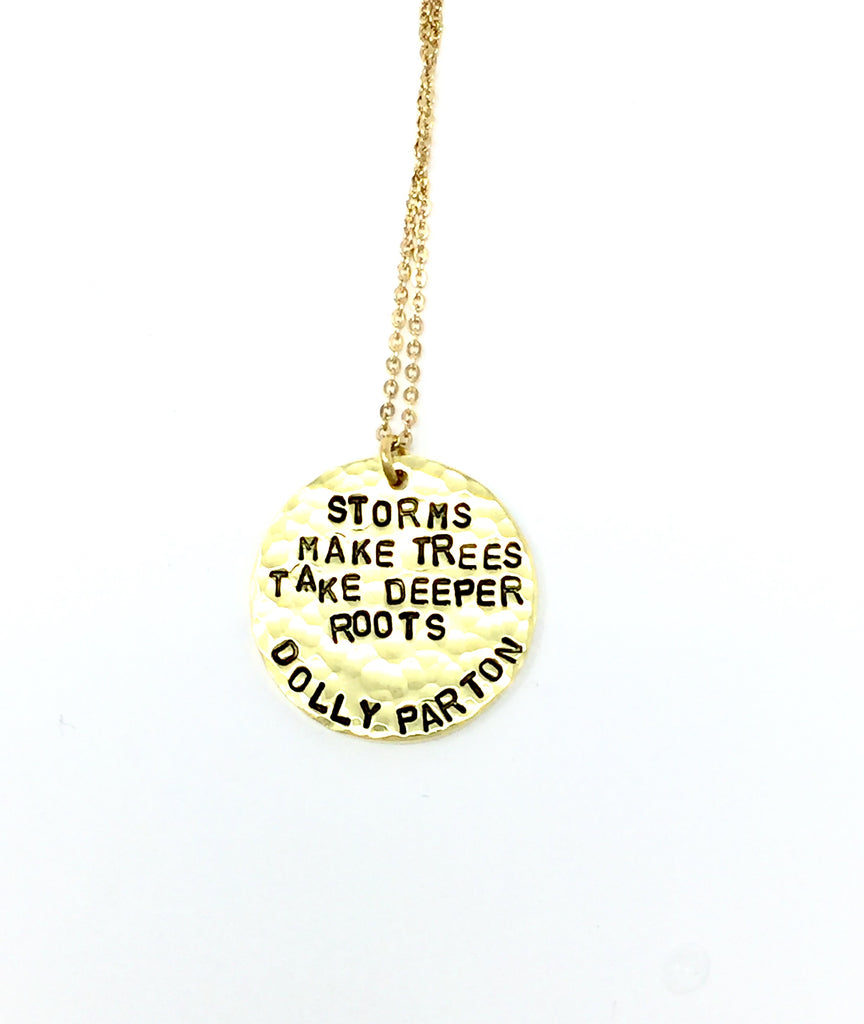 STORMS
MAKE TREES
TAKE DEEPER
ROOTS
DOLLY PARTON